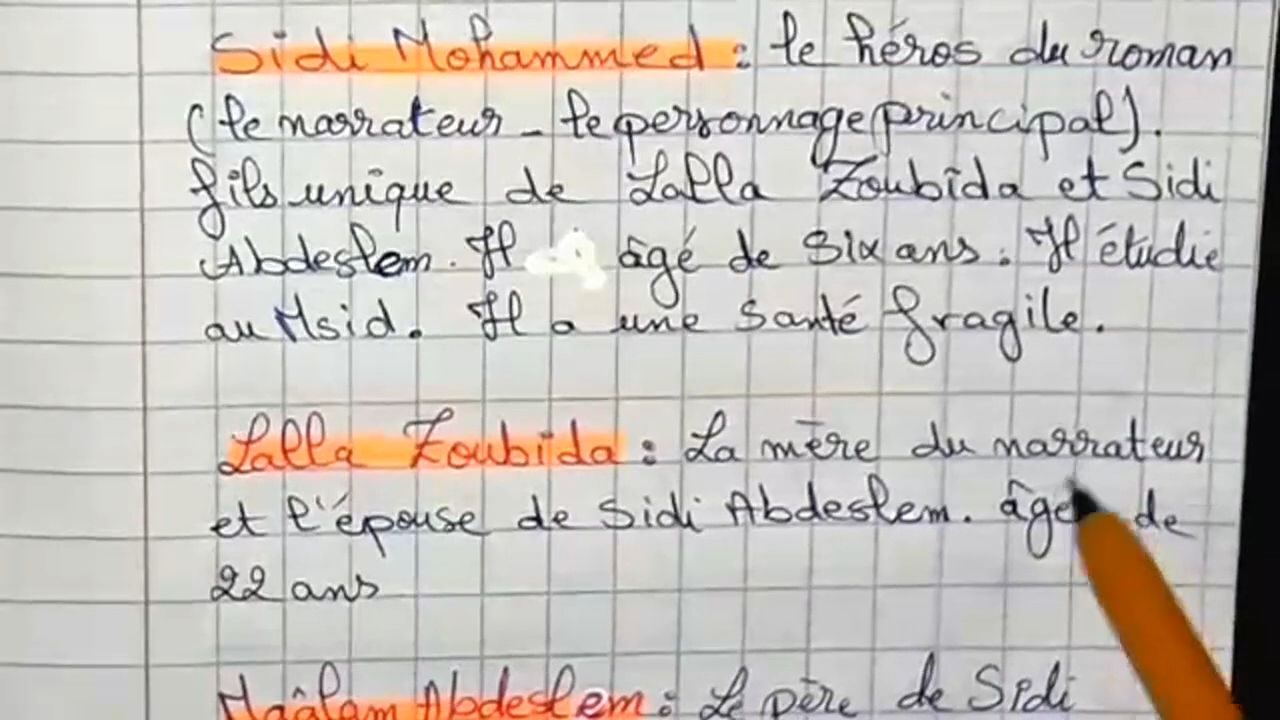 Sidi Mohammed : le héros du roman
(le narrateur - le personnage principal).
fils unique de Lalla Zoubida et Sidi
Abdeslem. Il âgé de six ans. Il étudie
au Msid. Il a une santé fragile.
Lalla Zoubida : La mère du narrateur
et l'épouse de Sidi Abdeslem. âgé de
22 ans
Maâlam Abdeslem : Le père de Sidi